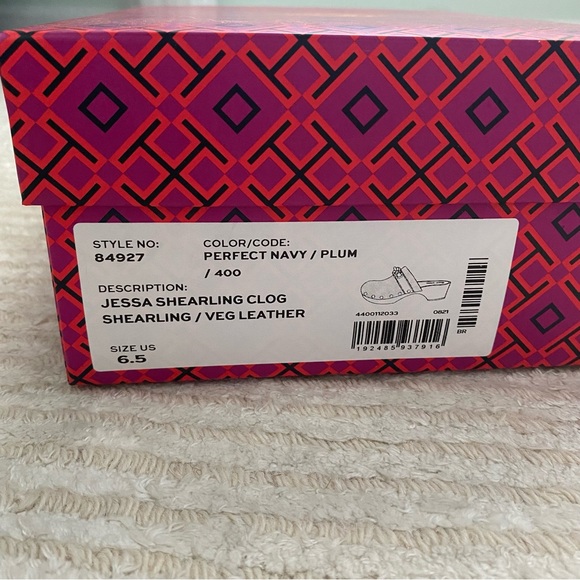 STYLE NO:
84927
COLOR/CODE:
PERFECT NAVY / PLUM
/ 400
DESCRIPTION:
JESSA SHEARLING CLOG
SHEARLING / VEG LEATHER
SIZE US
6.5
4400112033
0821
BR
192485937916